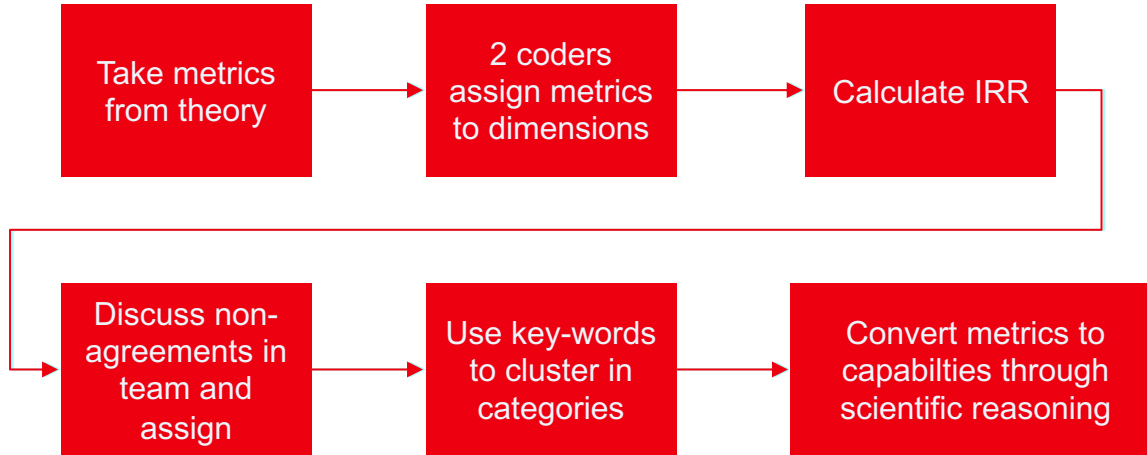 Take metrics
from theory
2 coders
assign metrics
to dimensions
Calculate IRR
Discuss non-
agreements in
team and
assign
Use key-words
to cluster in
categories
Convert metrics to
capabilties through
scientific reasoning